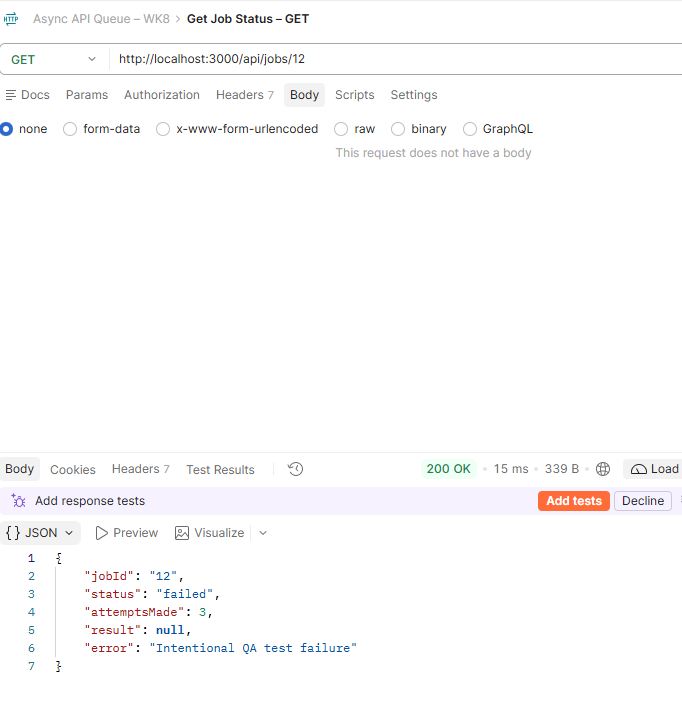 HTTP Async API Queue – WK8 > Get Job Status – GET
GET http://localhost:3000/api/jobs/12
Docs Params Authorization Headers 7 Body Scripts Settings
none form-data x-www-form-urlencoded raw binary GraphQL
This request does not have a body
Body Cookies Headers 7 Test Results 200 OK • 15 ms • 339 B • Load
Add response tests Add tests Decline
{} JSON Preview Visualize
1 {
2 "jobId": "12",
3 "status": "failed",
4 "attemptsMade": 3,
5 "result": null,
6 "error": "Intentional QA test failure"
7 }